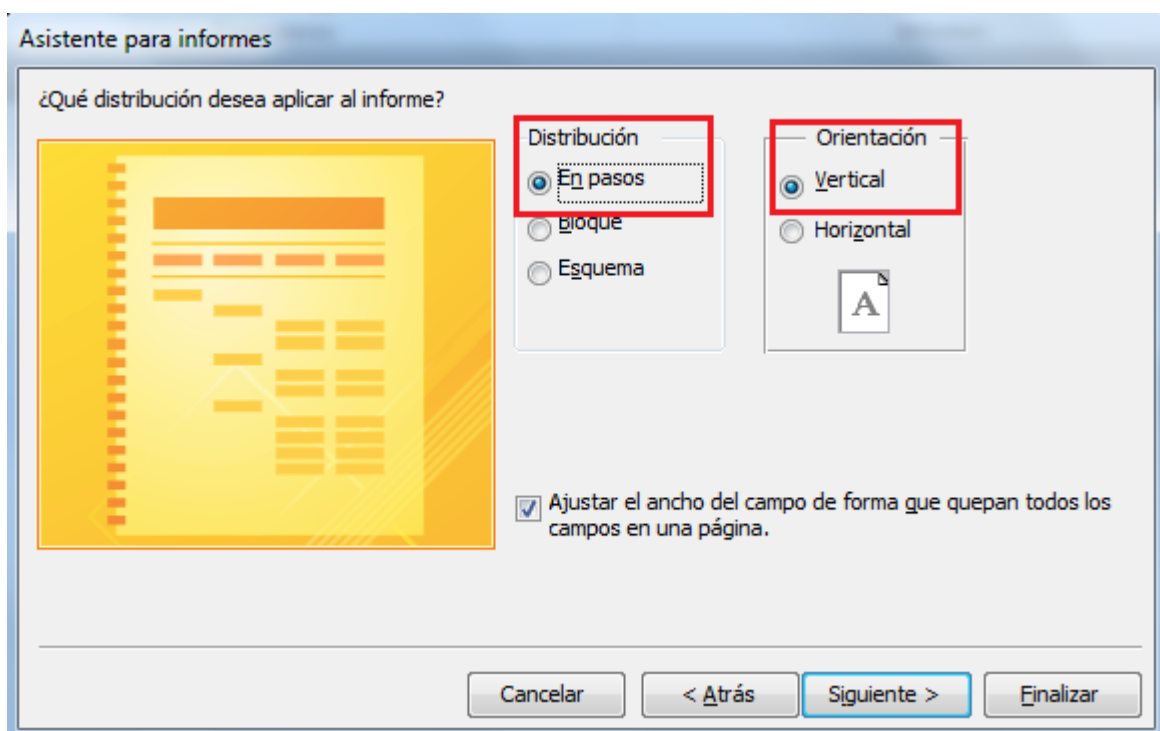 Asistente para informes
¿Qué distribución desea aplicar al informe?
Distribución
En pasos
Bloque
Esquema
Orientación
Vertical
Horizontal
A
Ajustar el ancho del campo de forma que quepan todos los
campos en una página.
Cancelar
< Atrás
Siguiente >
Finalizar